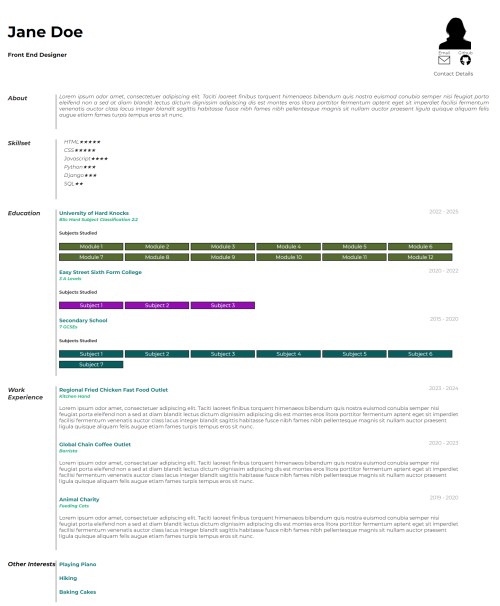 Jane Doe
Front End Designer
Email Github
Contact Details
About
Lorem ipsum odor amet, consectetuer adipiscing elit. Taciti laoreet finibus torquent himenaeos bibendum quis nostra euismod conubia semper nisi feugiat porta
eleifend non a sed at diam blandit lectus dictum dignissim adipiscing dis est montes eros litora porttitor fermentum aptent eget sit imperdiet facilisi fermentum
venenatis auctor class locus integer blandit dictumst lectus quis sagittis habitasse fusce nibh fames nibh pellentesque magnis sit nullam auctor praesent ligula quisque aliquam felis
augue etiam fames turpis tempus eros sit nunc.
Skillset
HTML★★★★★
CSS★★★★★
Javascript★★★★
Python★★★
Django★★★
SQL★★
Education
University of Hard Knocks 2022 - 2025
BSc Hard Subject Classification 2:2
Subjects Studied
Module 1 Module 2 Module 3 Module 4 Module 5 Module 6
Module 7 Module 8 Module 9 Module 10 Module 11 Module 12
Easy Street Sixth Form College 2020 - 2022
3 A Levels
Subjects Studied
Subject 1 Subject 2 Subject 3
Secondary School 2015 - 2020
7 GCSEs
Subjects Studied
Subject 1 Subject 2 Subject 3 Subject 4 Subject 5 Subject 6
Subject 7
Work
Experience
Regional Fried Chicken Fast Food Outlet 2023 - 2024
Kitchen Hand
Lorem ipsum odor amet, consectetuer adipiscing elit. Taciti laoreet finibus torquent himenaeos bibendum quis nostra euismod conubia semper nisi
feugiat porta eleifend non a sed at diam blandit lectus dictum dignissim adipiscing dis est montes eros litora porttitor fermentum aptent eget sit imperdiet
facilisi fermentum venenatis auctor class integer lectus quis sagittis habitasse fusce nibh fames nibh pellentesque magnis sit nullam auctor praesent
ligula quisque aliquam felis augue etiam fames turpis tempus eros sit nunc.
Global Chain Coffee Outlet 2020 - 2023
Barista
Lorem ipsum odor amet, consectetuer adipiscing elit. Taciti laoreet finibus torquent himenaeos bibendum quis nostra euismod conubia semper nisi
feugiat porta eleifend non a sed at diam blandit lectus dictum dignissim adipiscing dis est montes eros litora porttitor fermentum aptent eget sit imperdiet
facilisi fermentum venenatis auctor class integer lectus quis sagittis habitasse fusce nibh fames nibh pellentesque magnis sit nullam auctor praesent
ligula quisque aliquam felis augue etiam fames turpis tempus eros sit nunc.
Animal Charity 2019 - 2020
Feeding Cats
Lorem ipsum odor amet, consectetuer adipiscing elit. Taciti laoreet finibus torquent himenaeos bibendum quis nostra euismod conubia semper nisi
feugiat porta eleifend non a sed at diam blandit lectus dictum dignissim adipiscing dis est montes eros litora porttitor fermentum aptent eget sit imperdiet
facilisi fermentum venenatis auctor class integer lectus quis sagittis habitasse fusce nibh fames nibh pellentesque magnis sit nullam auctor praesent
ligula quisque aliquam felis augue etiam fames turpis tempus eros sit nunc.
Other Interests
Playing Piano
Hiking
Baking Cakes